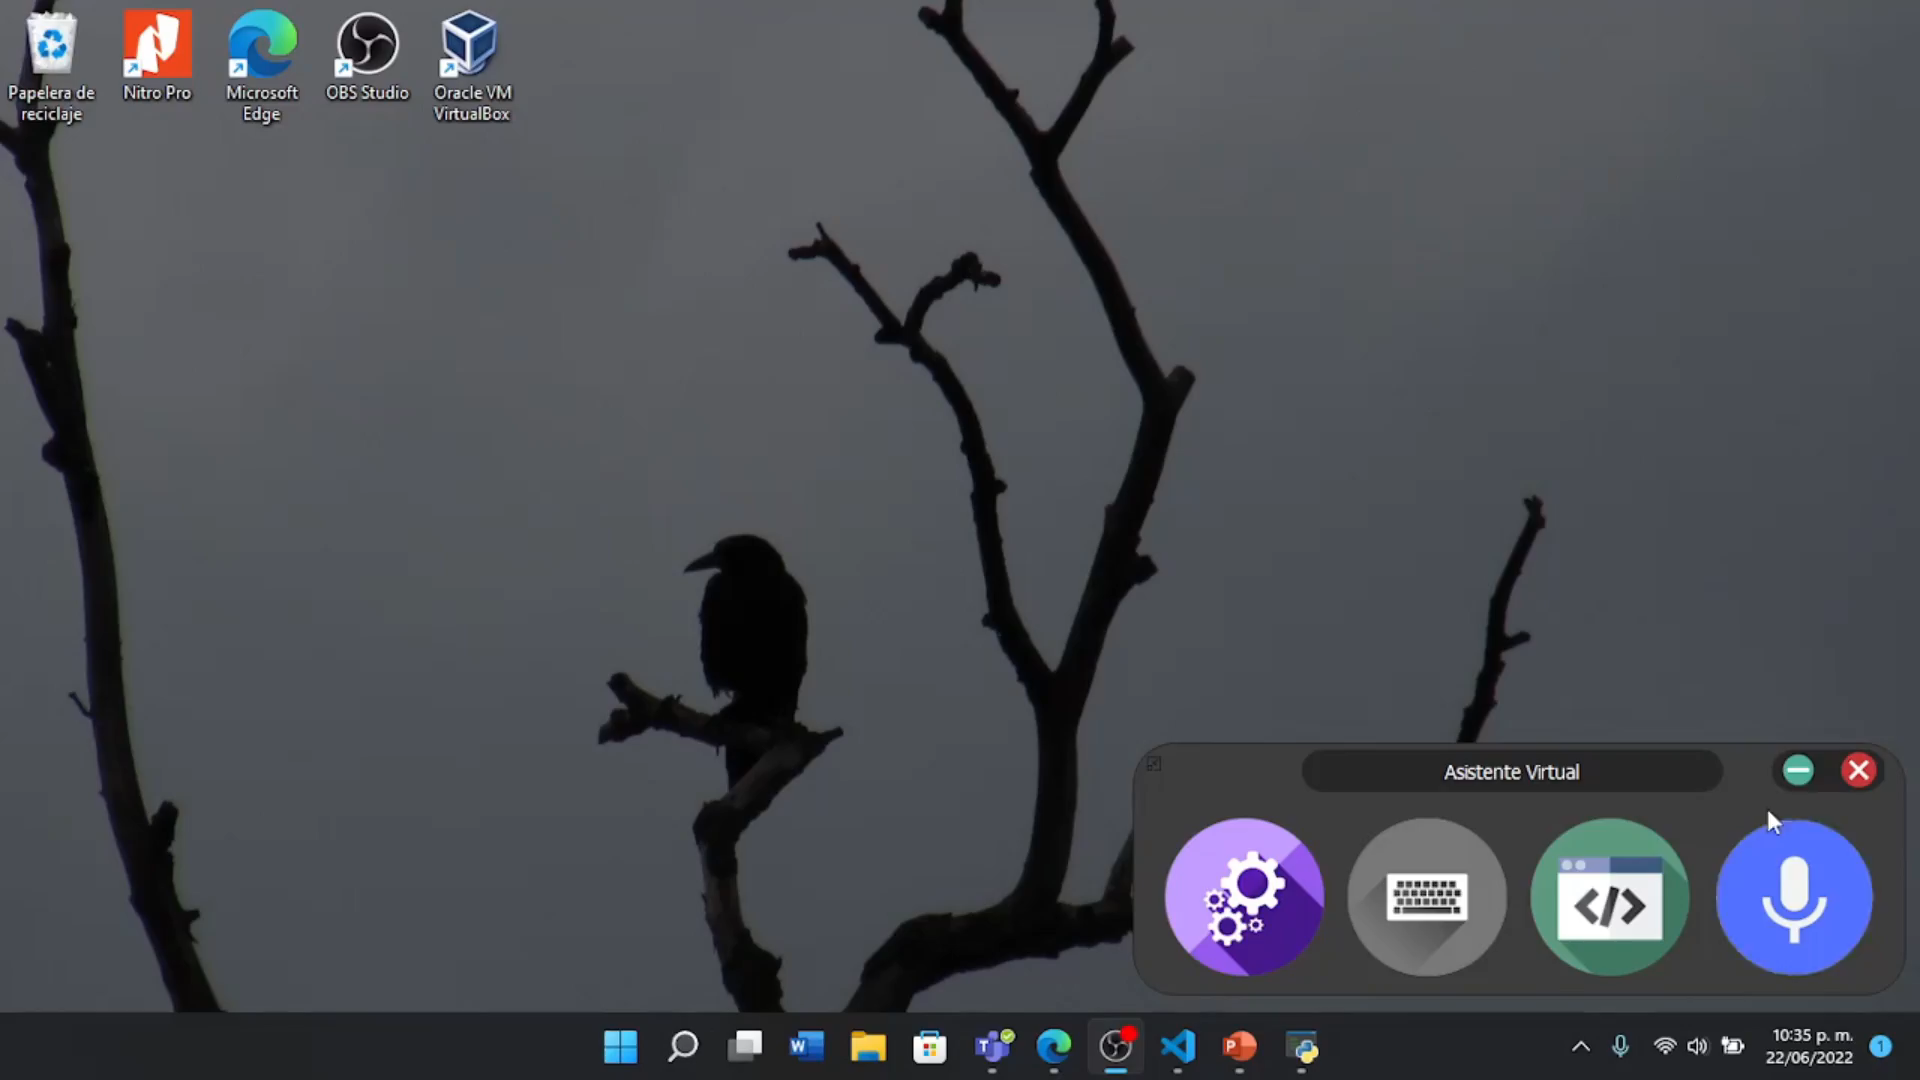 Papelera de
reciclaje
Nitro Pro
Microsoft
Edge
OBS Studio
Oracle VM
VirtualBox
Asistente Virtual
</>
W
T
P
10:35 p. m.
22/06/2022
1